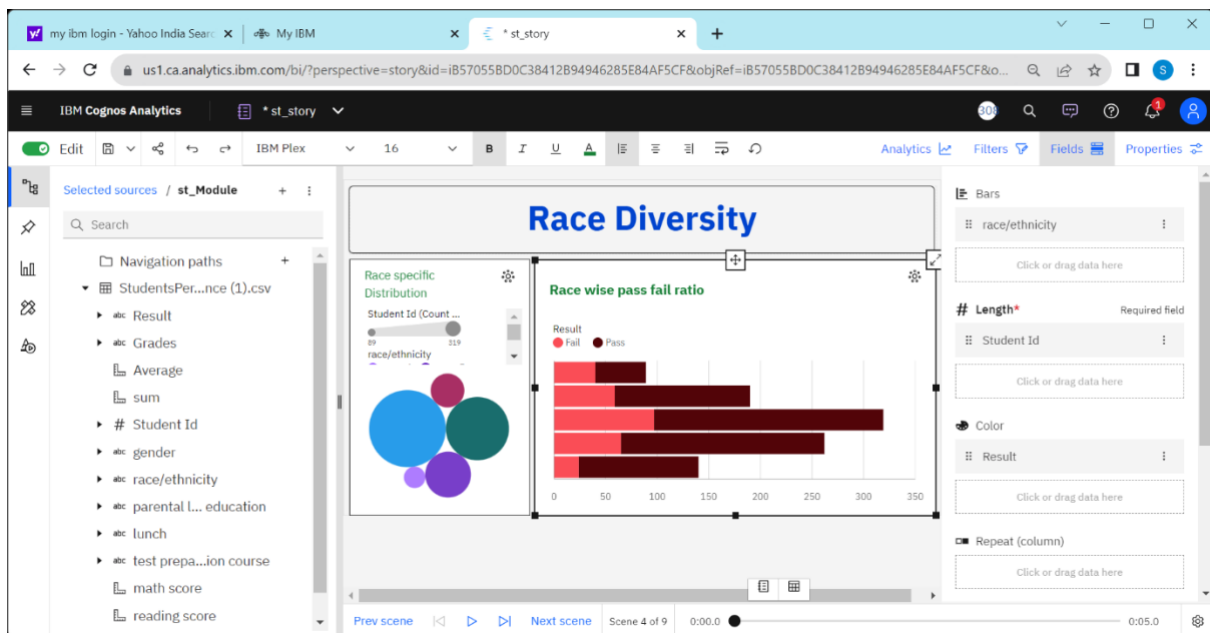 my ibm login - Yahoo India Searc
My IBM
* st_story
us1.ca.analytics.ibm.com/bi/?perspective=story&id=iB57055BD0C38412B94946285E84AF5CF&objRef=iB57055BD0C38412B94946285E84AF5CF&o...
S
IBM Cognos Analytics
* st_story
1
Edit
IBM Plex
16
B I U A
Analytics
Filters
Fields
Properties
Selected sources / st_Module
Search
Navigation paths
StudentsPer...nce (1).csv
abc Result
abc Grades
Average
sum
# Student Id
abc gender
abc race/ethnicity
abc parental l... education
abc lunch
abc test prepa...ion course
math score
reading score
Race Diversity
Race specific
Distribution
Student Id (Count ...
89 319
race/ethnicity
Race wise pass fail ratio
Result
Fail Pass
0 50 100 150 200 250 300 350
Bars
race/ethnicity
Click or drag data here
# Length* Required field
Student Id
Click or drag data here
Color
Result
Click or drag data here
Repeat (column)
Click or drag data here
Prev scene
Next scene
Scene 4 of 9
0:00.0
0:05.0